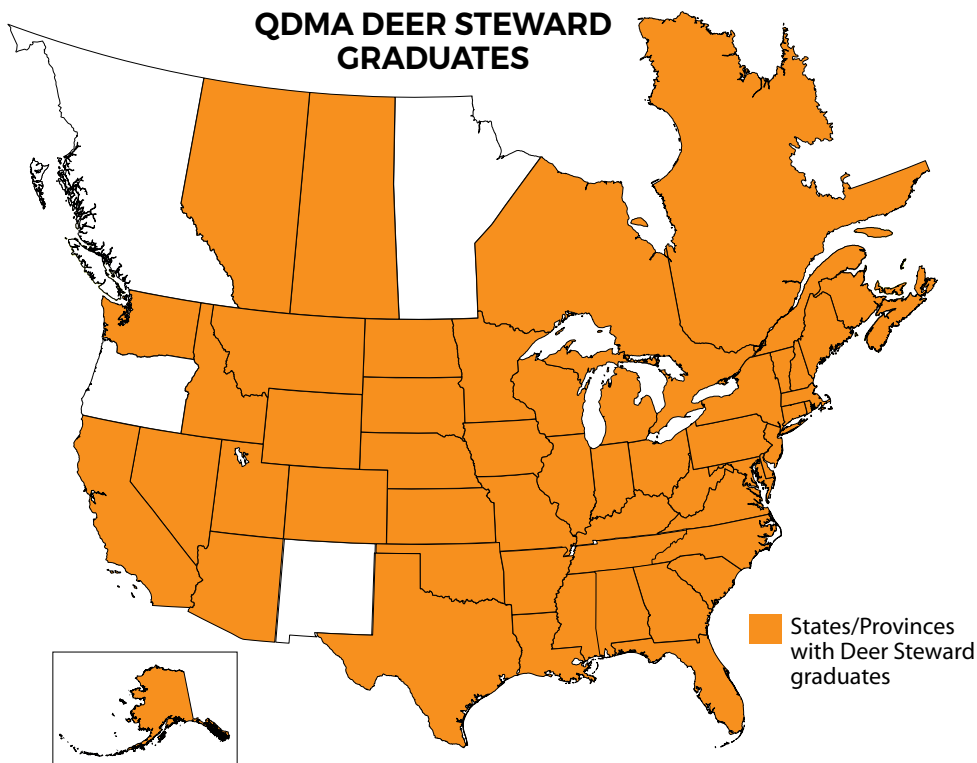 QDMA DEER STEWARD
GRADUATES
States/Provinces
with Deer Steward
graduates